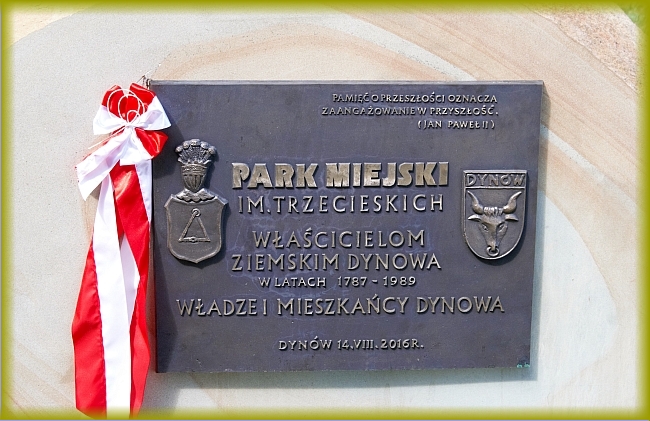 PAMIĘĆ O PRZESZŁOŚCI OZNACZA
ZAANGAŻOWANIE W PRZYSZŁOŚĆ.
(JAN PAWEŁ II)
PARK MIEJSKI
IM. TRZECIESKICH
DYNÓW
WŁAŚCICIELOM
ZIEMSKIM DYNOWA
W LATACH 1787 - 1989
WŁADZE I MIESZKAŃCY DYNOWA
DYNÓW 14.VIII.2016 R.